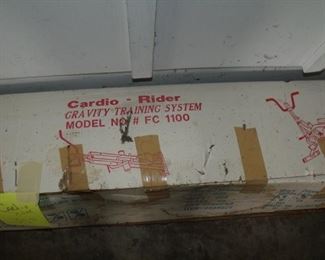 Cardio - Rider
GRAVITY TRAINING SYSTEM
MODEL NO # FC 1100